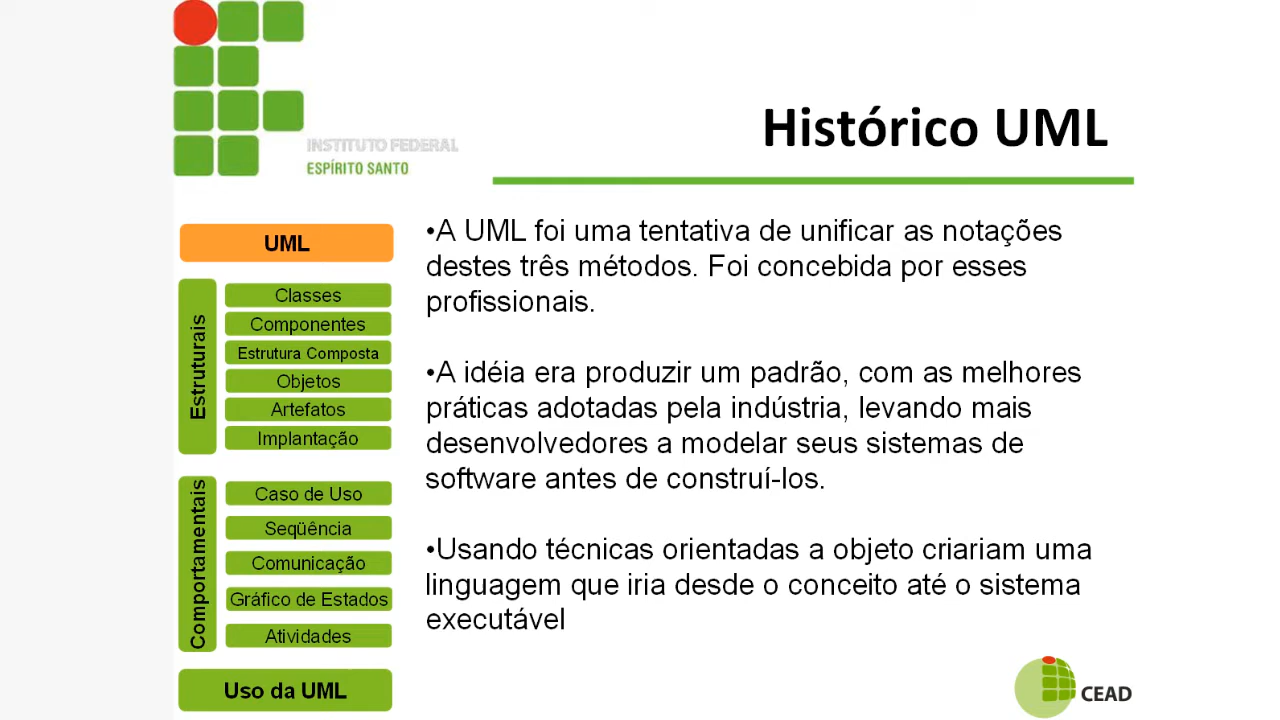 INSTITUTO FEDERAL
ESPÍRITO SANTO
Histórico UML
UML
Estruturais
Classes
Componentes
Estrutura Composta
Objetos
Artefatos
Implantação
Comportamentais
Caso de Uso
Seqüência
Comunicação
Gráfico de Estados
Atividades
Uso da UML
•A UML foi uma tentativa de unificar as notações
destes três métodos. Foi concebida por esses
profissionais.
•A idéia era produzir um padrão, com as melhores
práticas adotadas pela indústria, levando mais
desenvolvedores a modelar seus sistemas de
software antes de construí-los.
•Usando técnicas orientadas a objeto criariam uma
linguagem que iria desde o conceito até o sistema
executável
CEAD